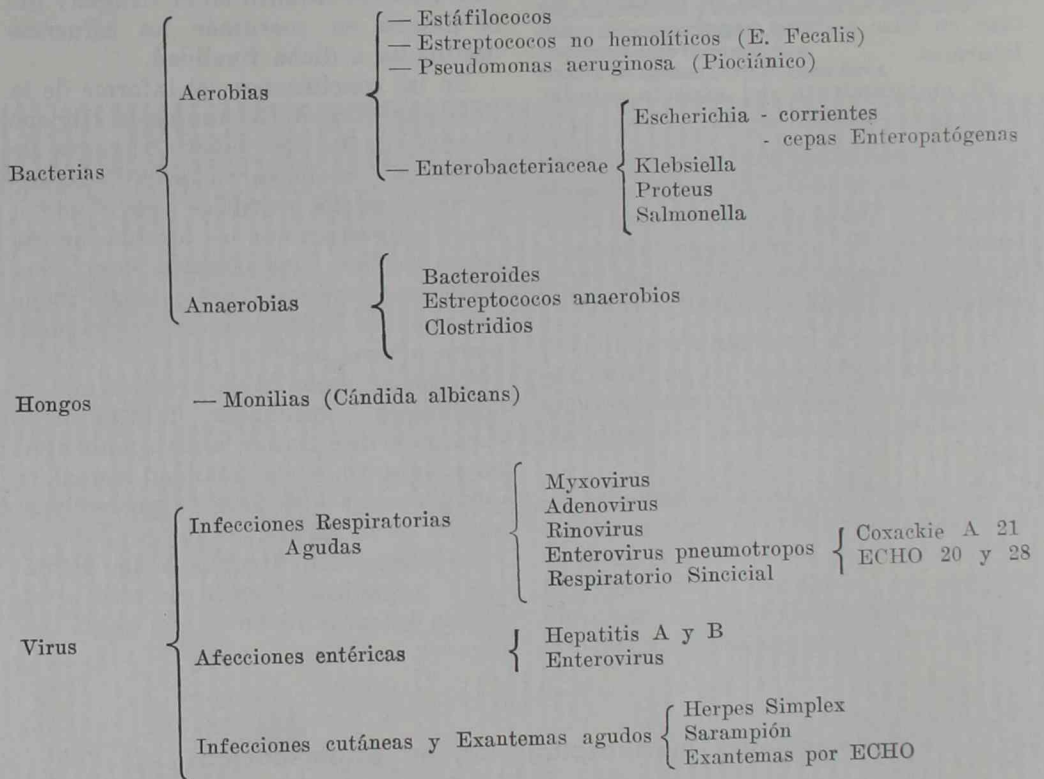 — Estáfilococos
— Estreptococos no hemolíticos (E. Fecalis)
— Pseudomonas aeruginosa (Piociánico)
Aerobias
Escherichia - corrientes
- cepas Enteropatógenas
— Enterobacteriaceae
Klebsiella
Proteus
Salmonella
Bacterias
Anaerobias
Bacteroides
Estreptococos anaerobios
Clostridios
Hongos — Monilias (Cándida albicans)
Infecciones Respiratorias
Agudas
Myxovirus
Adenovirus
Rinovirus
Enterovirus pneumotropos
Coxackie A 21
ECHO 20 y 28
Respiratorio Sincicial
Virus
Afecciones entéricas
Hepatitis A y B
Enterovirus
Infecciones cutáneas y Exantemas agudos
Herpes Simplex
Sarampión
Exantemas por ECHO